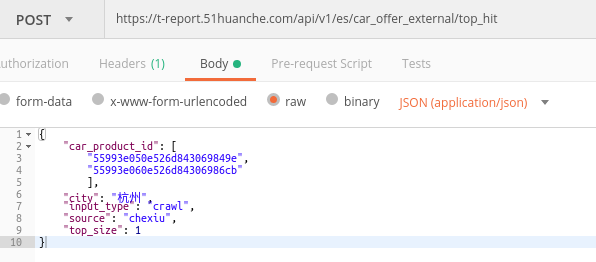 POST https://t-report.51huanche.com/api/v1/es/car_offer_external/top_hit
uthorization Headers (1) Body Pre-request Script Tests
form-data x-www-form-urlencoded raw binary JSON (application/json)
1 {
2 "car_product_id": [
3 "55993e050e526d843069849e",
4 "55993e060e526d84306986cb"
5 ],
6 "city": "杭州",
7 "input_type": "crawl",
8 "source": "chexiu",
9 "top_size": 1
10 }